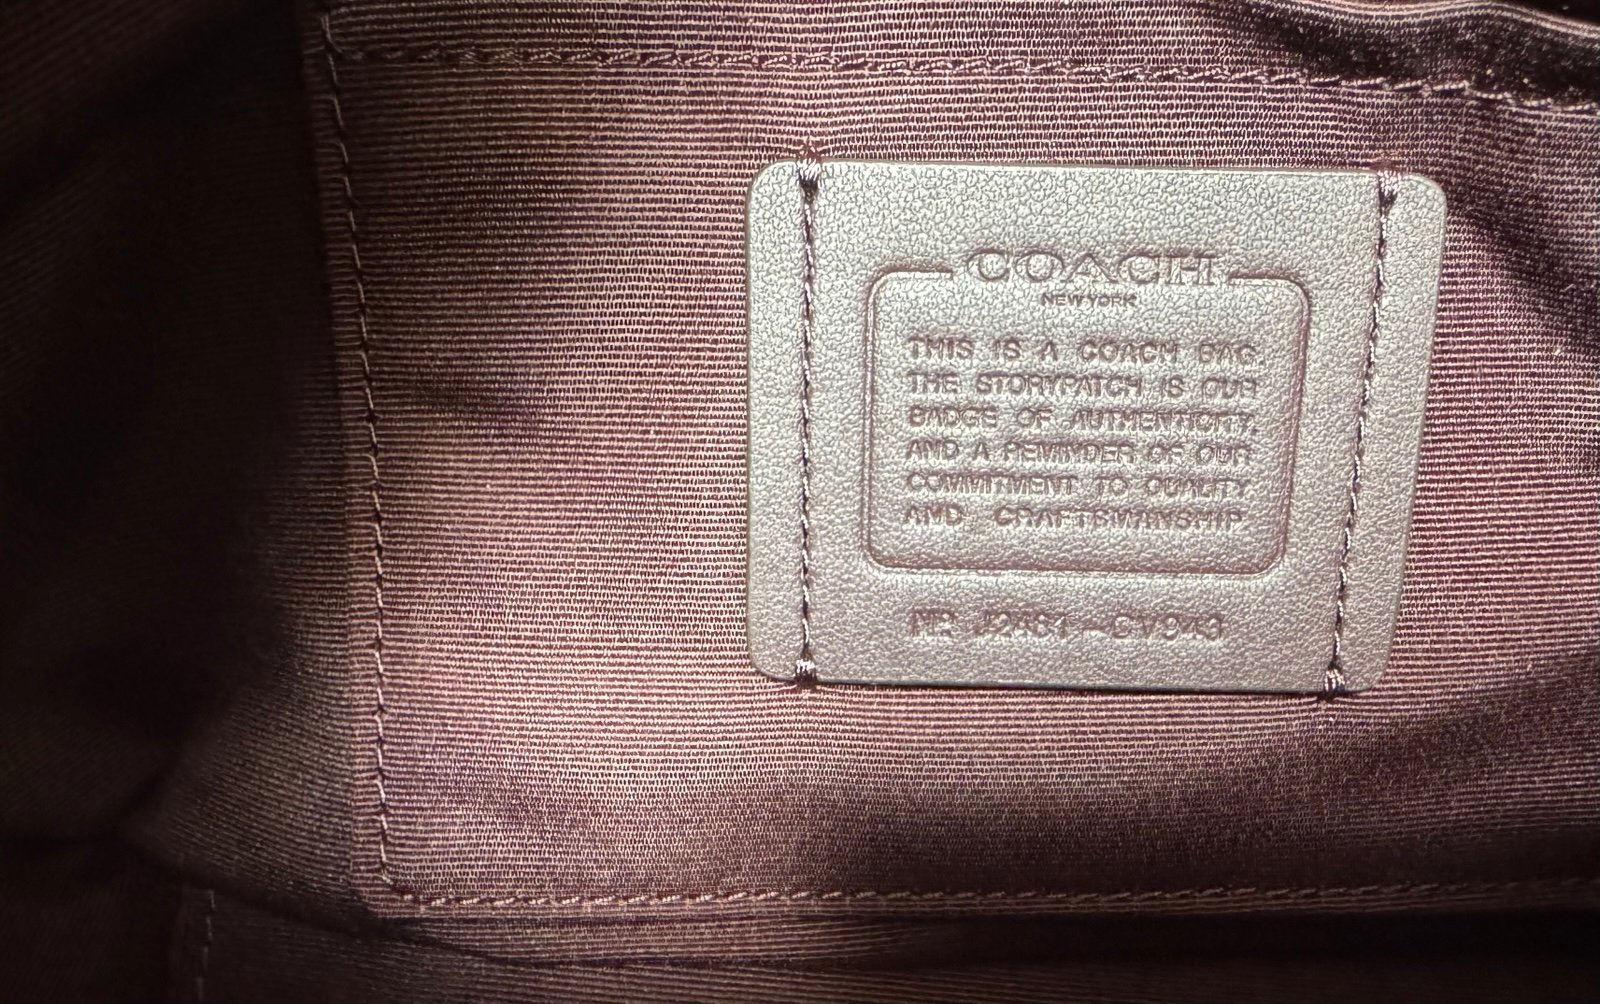 COACH
NEW YORK
THIS IS A COACH BAG.
THE STORYPATCH IS OUR
BADGE OF AUTHENTICITY,
AND A REMINDER OF OUR
COMMITMENT TO QUALITY
AND CRAFTSMANSHIP.